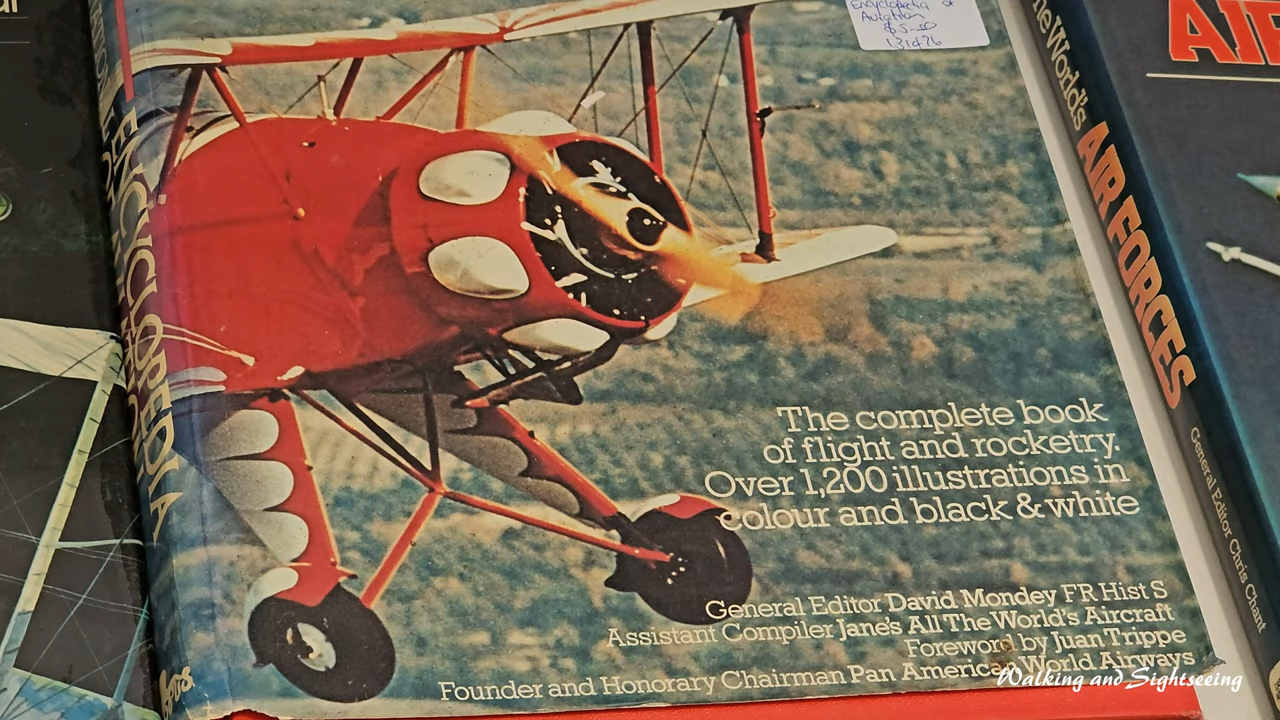 Encyclopedia of
Aviation
$5-50
131476
ENCYCLOPEDIA
The complete book
of flight and rocketry.
Over 1,200 illustrations in
colour and black & white
General Editor David Mondey FR Hist S
Assistant Compiler Jane's All The World's Aircraft
Foreword by Juan Trippe
Founder and Honorary Chairman Pan American World Airways
The World's AIR FORCES
General Editor Chris Chant
Walking and Sightseeing